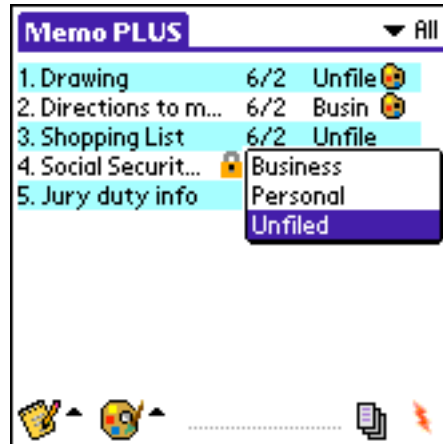 Memo PLUS All
1. Drawing 6/2 Unfile
2. Directions to m... 6/2 Busin
3. Shopping List 6/2 Unfile
4. Social Securit...
Business
5. Jury duty info
Personal
Unfiled